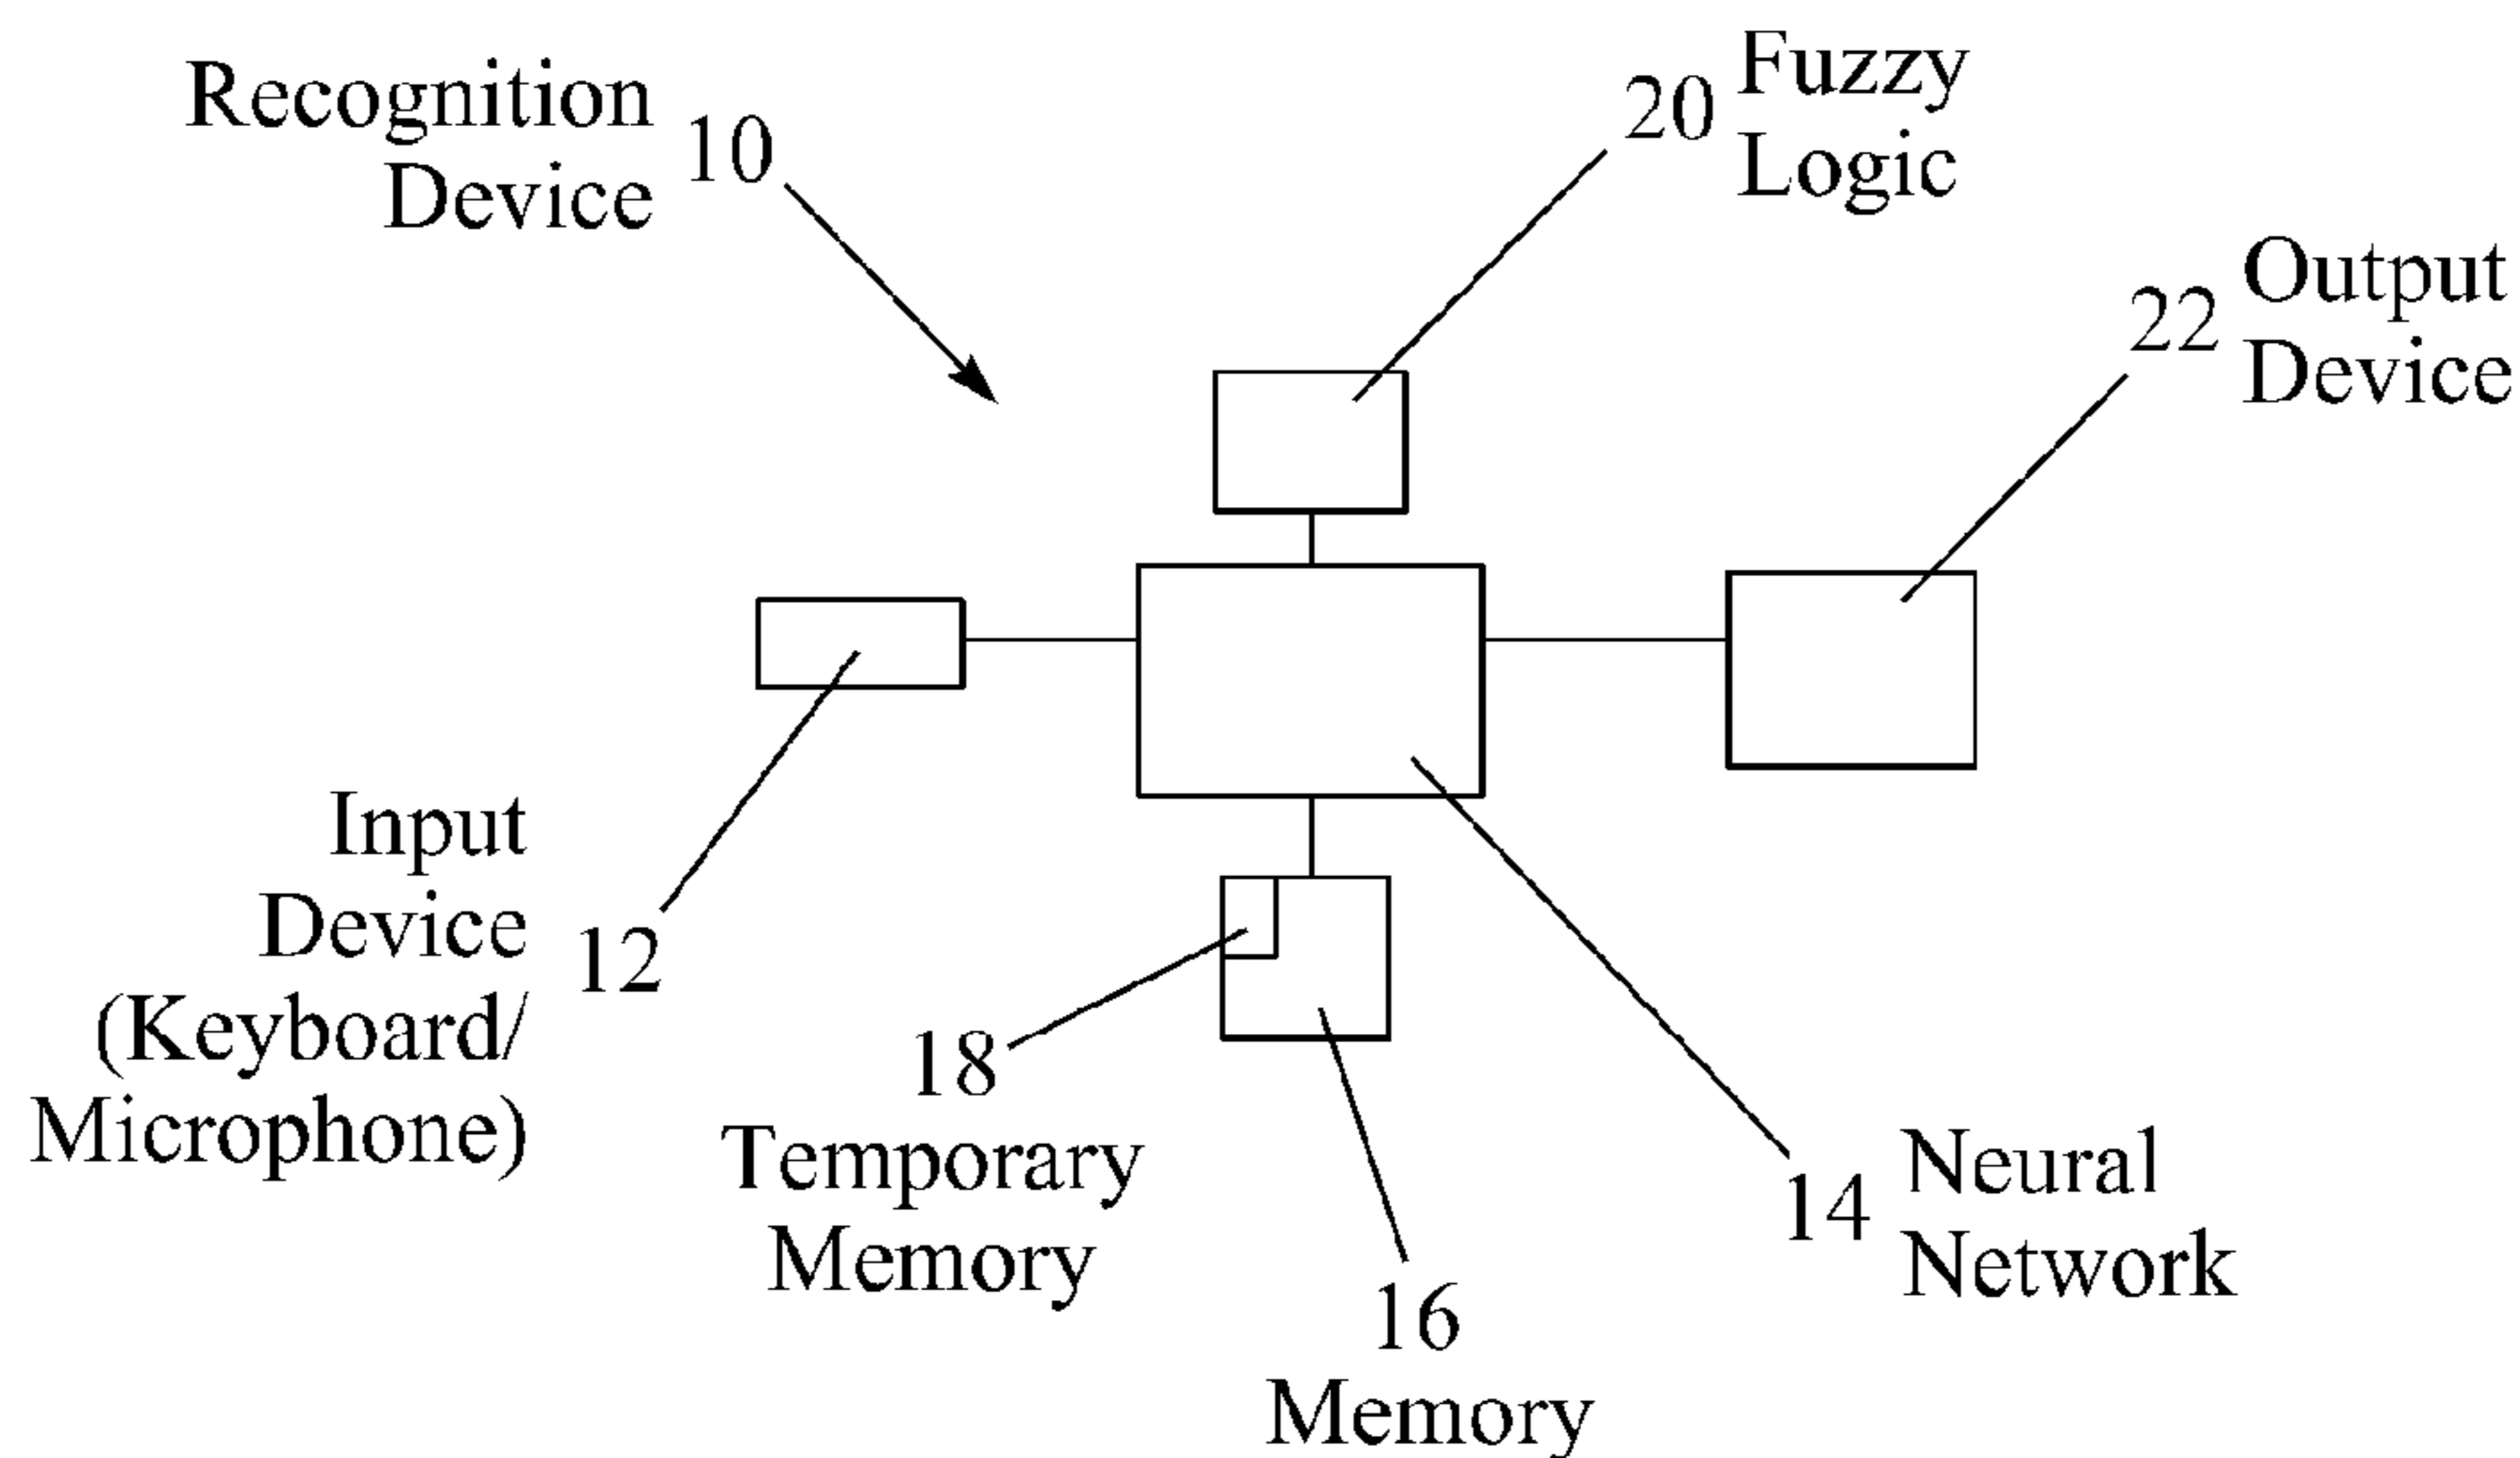 Recognition
Device 10
20 Fuzzy
Logic
22 Output
Device
Input
Device
(Keyboard/
Microphone)
12
18
Temporary
Memory
16
Memory
14 Neural
Network